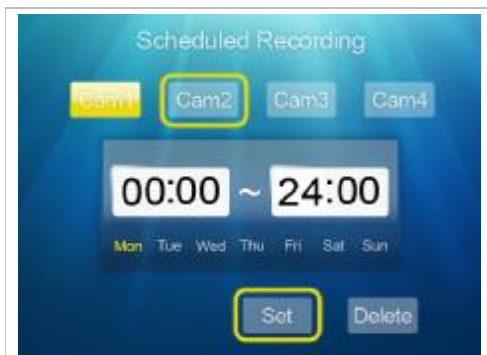 Scheduled Recording
Cam1 Cam2 Cam3 Cam4
00:00 ~ 24:00
Mon Tue Wed Thu Fri Sat Sun
Set Delete